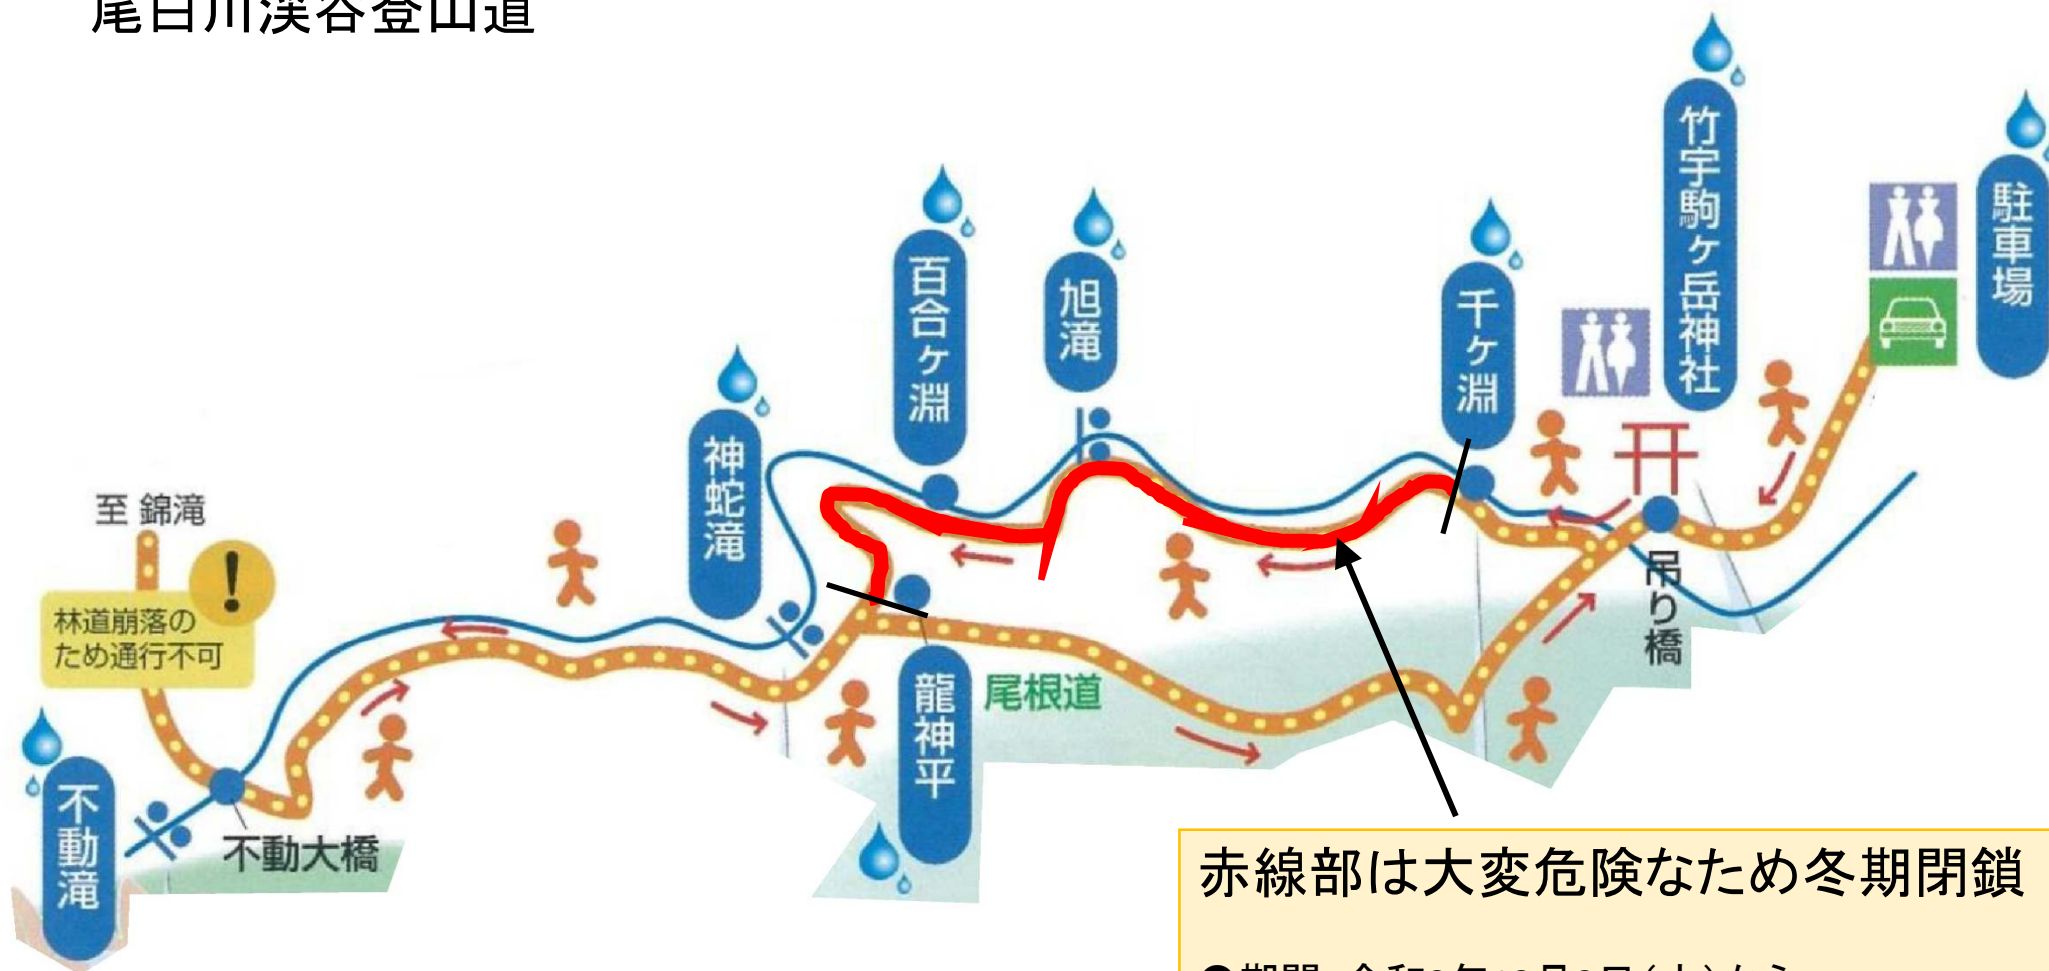 尾白川渓谷登山道
竹宇駒ヶ岳神社
駐車場
百合ヶ淵
旭滝
千ヶ淵
神蛇滝
至 錦滝
林道崩落の
ため通行不可
吊り橋
尾根道
龍神平
不動滝
不動大橋
赤線部は大変危険なため冬期閉鎖